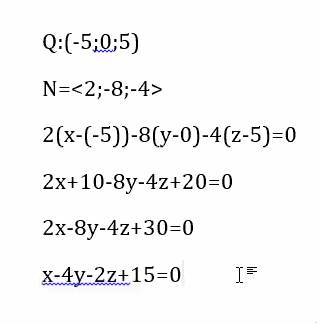 Q:(-5;0;5)
N=<2;-8;-4>
2(x-(-5))-8(y-0)-4(z-5)=0
2x+10-8y-4z+20=0
2x-8y-4z+30=0
x-4y-2z+15=0